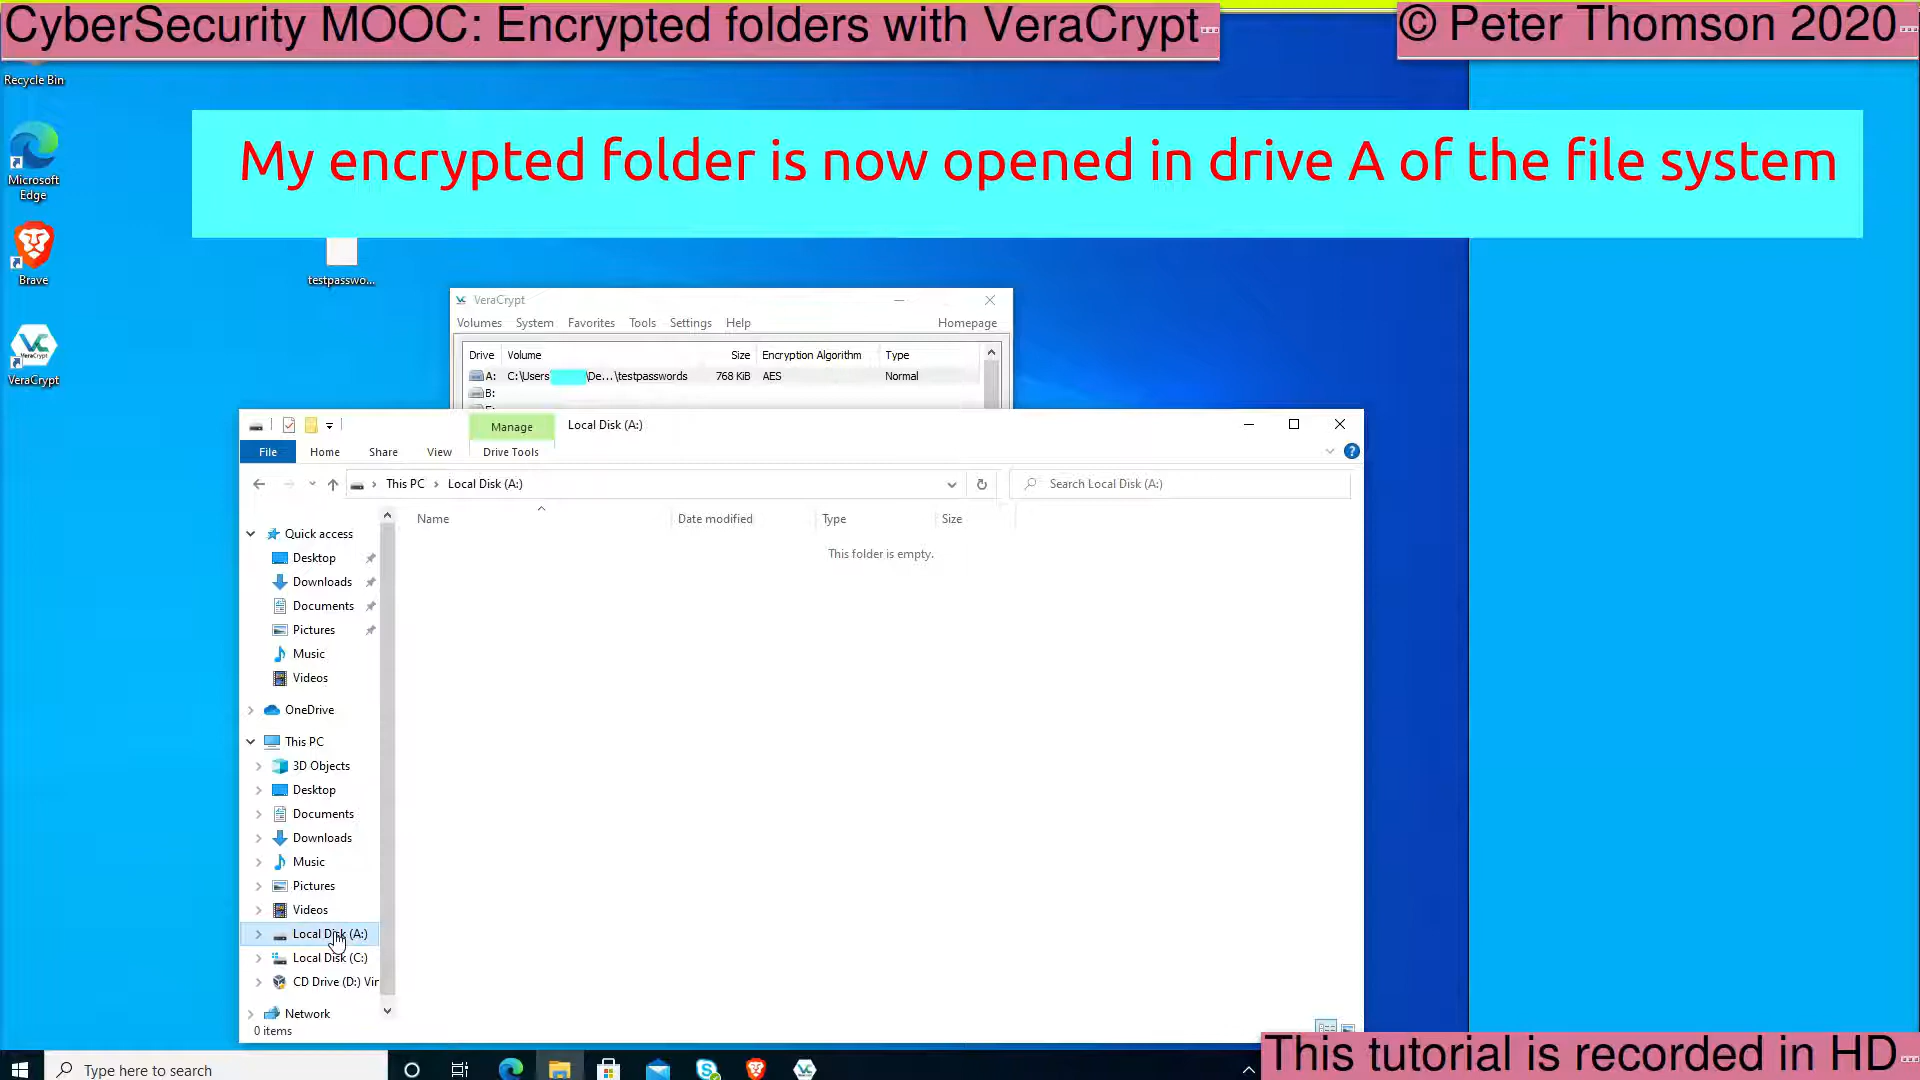 CyberSecurity MOOC: Encrypted folders with VeraCrypt
© Peter Thomson 2020
Recycle Bin
My encrypted folder is now opened in drive A of the file system
Microsoft
Edge
Brave
testpasswo...
VeraCrypt
VeraCrypt
Volumes System Favorites Tools Settings Help Homepage
Drive Volume Size Encryption Algorithm Type
A: C:\Users \De...\testpasswords 768 KiB AES Normal
B:
Manage Local Disk (A:)
File Home Share View Drive Tools
This PC Local Disk (A:)
Search Local Disk (A:)
Name Date modified Type Size
This folder is empty.
Quick access
Desktop
Downloads
Documents
Pictures
Music
Videos
OneDrive
This PC
3D Objects
Desktop
Documents
Downloads
Music
Pictures
Videos
Local Disk (A:)
Local Disk (C:)
CD Drive (D:) Vir
Network
0 items
Type here to search
This tutorial is recorded in HD